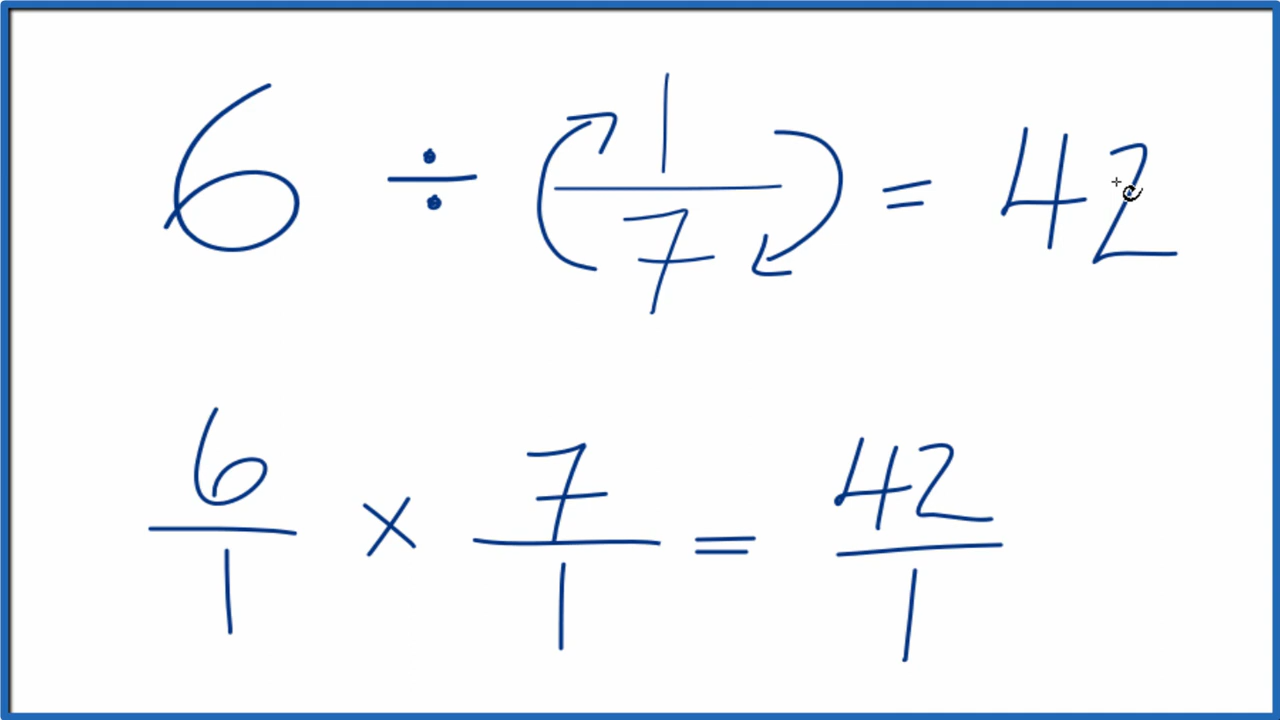 6 ÷ 1/7 = 42
6/1 × 7/1 = 42/1